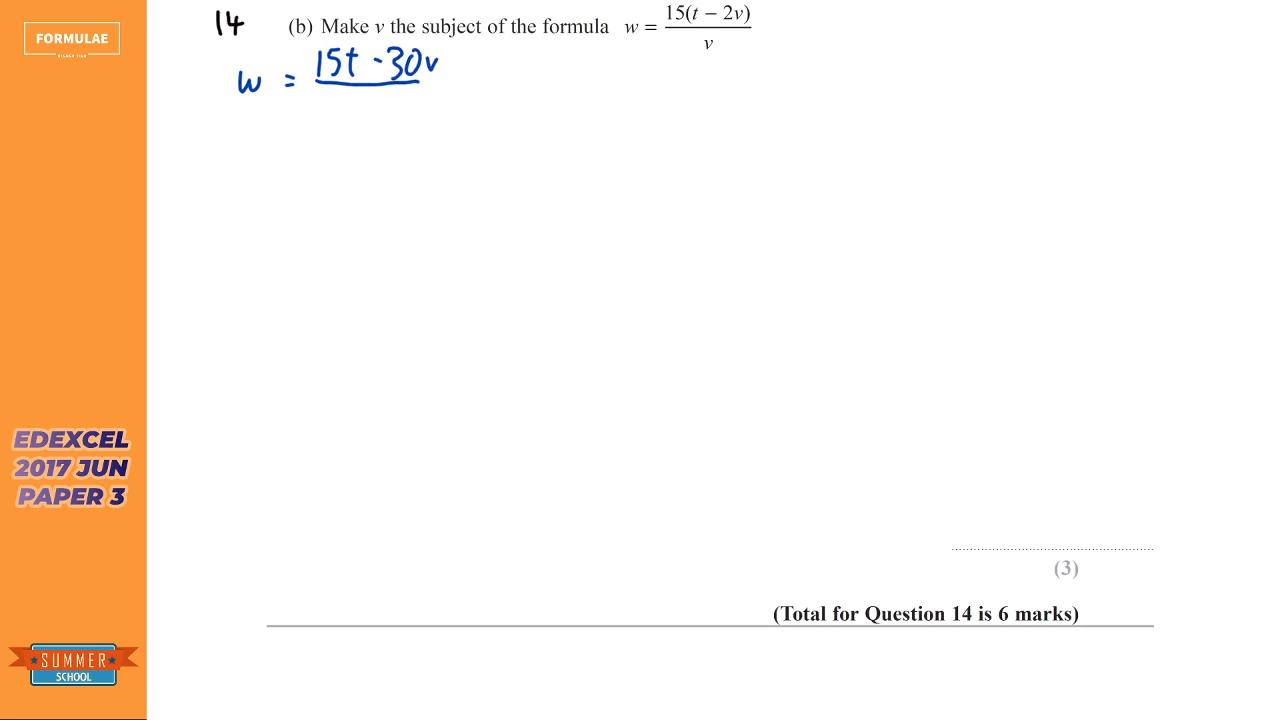 FORMULAE
14 (b) Make v the subject of the formula w = 15(t − 2v) / v
w = 15t - 30v
EDEXCEL
2017 JUN
PAPER 3
(3)
(Total for Question 14 is 6 marks)
SUMMER
SCHOOL